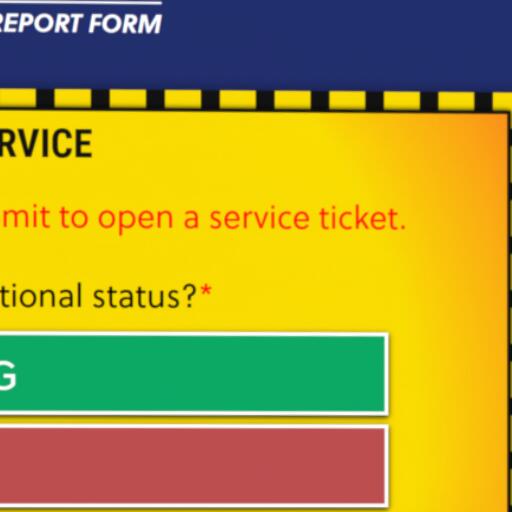 REPORT FORM
RVICE
mit to open a service ticket.
tional status?*
G